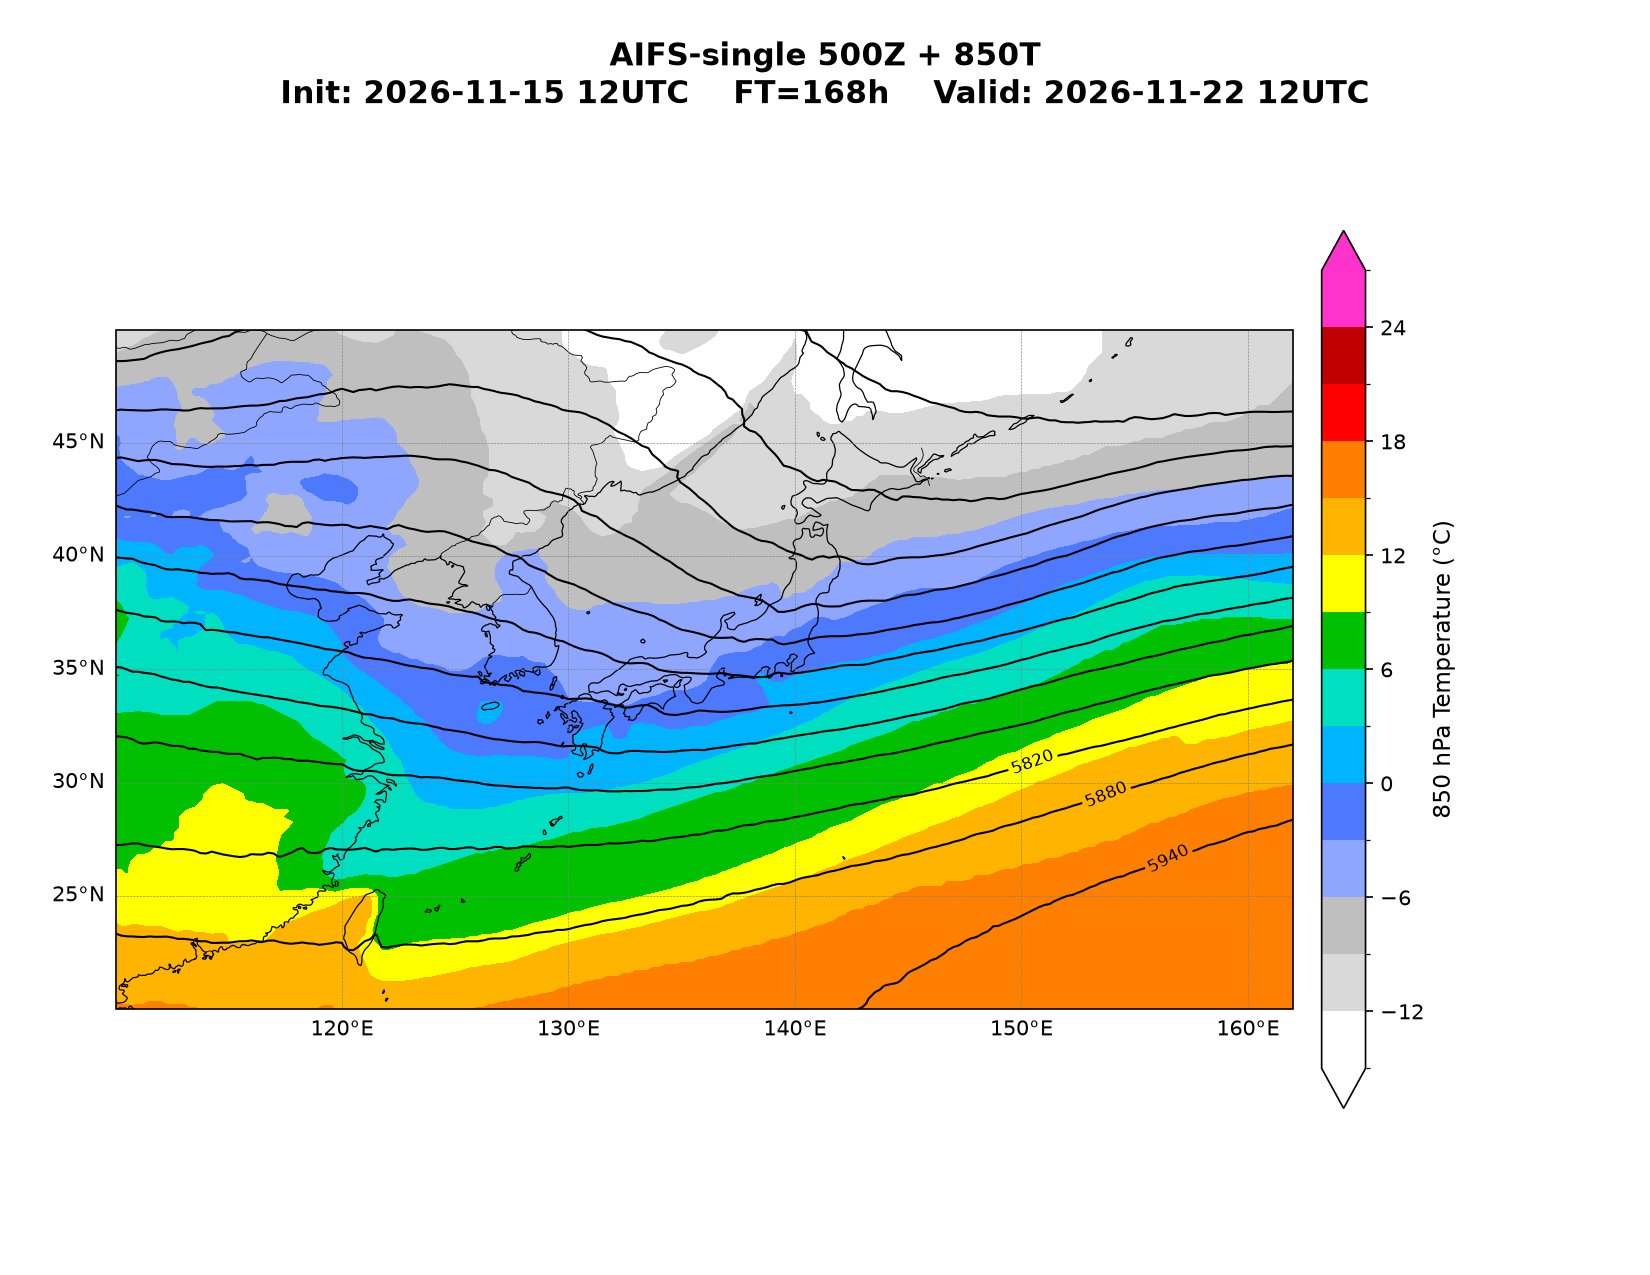 AIFS-single 500Z + 850T
Init: 2026-11-15 12UTC    FT=168h    Valid: 2026-11-22 12UTC
45°N
40°N
35°N
30°N
25°N
120°E
130°E
140°E
150°E
160°E
5820
5880
5940
24
18
12
6
0
−6
−12
850 hPa Temperature (°C)